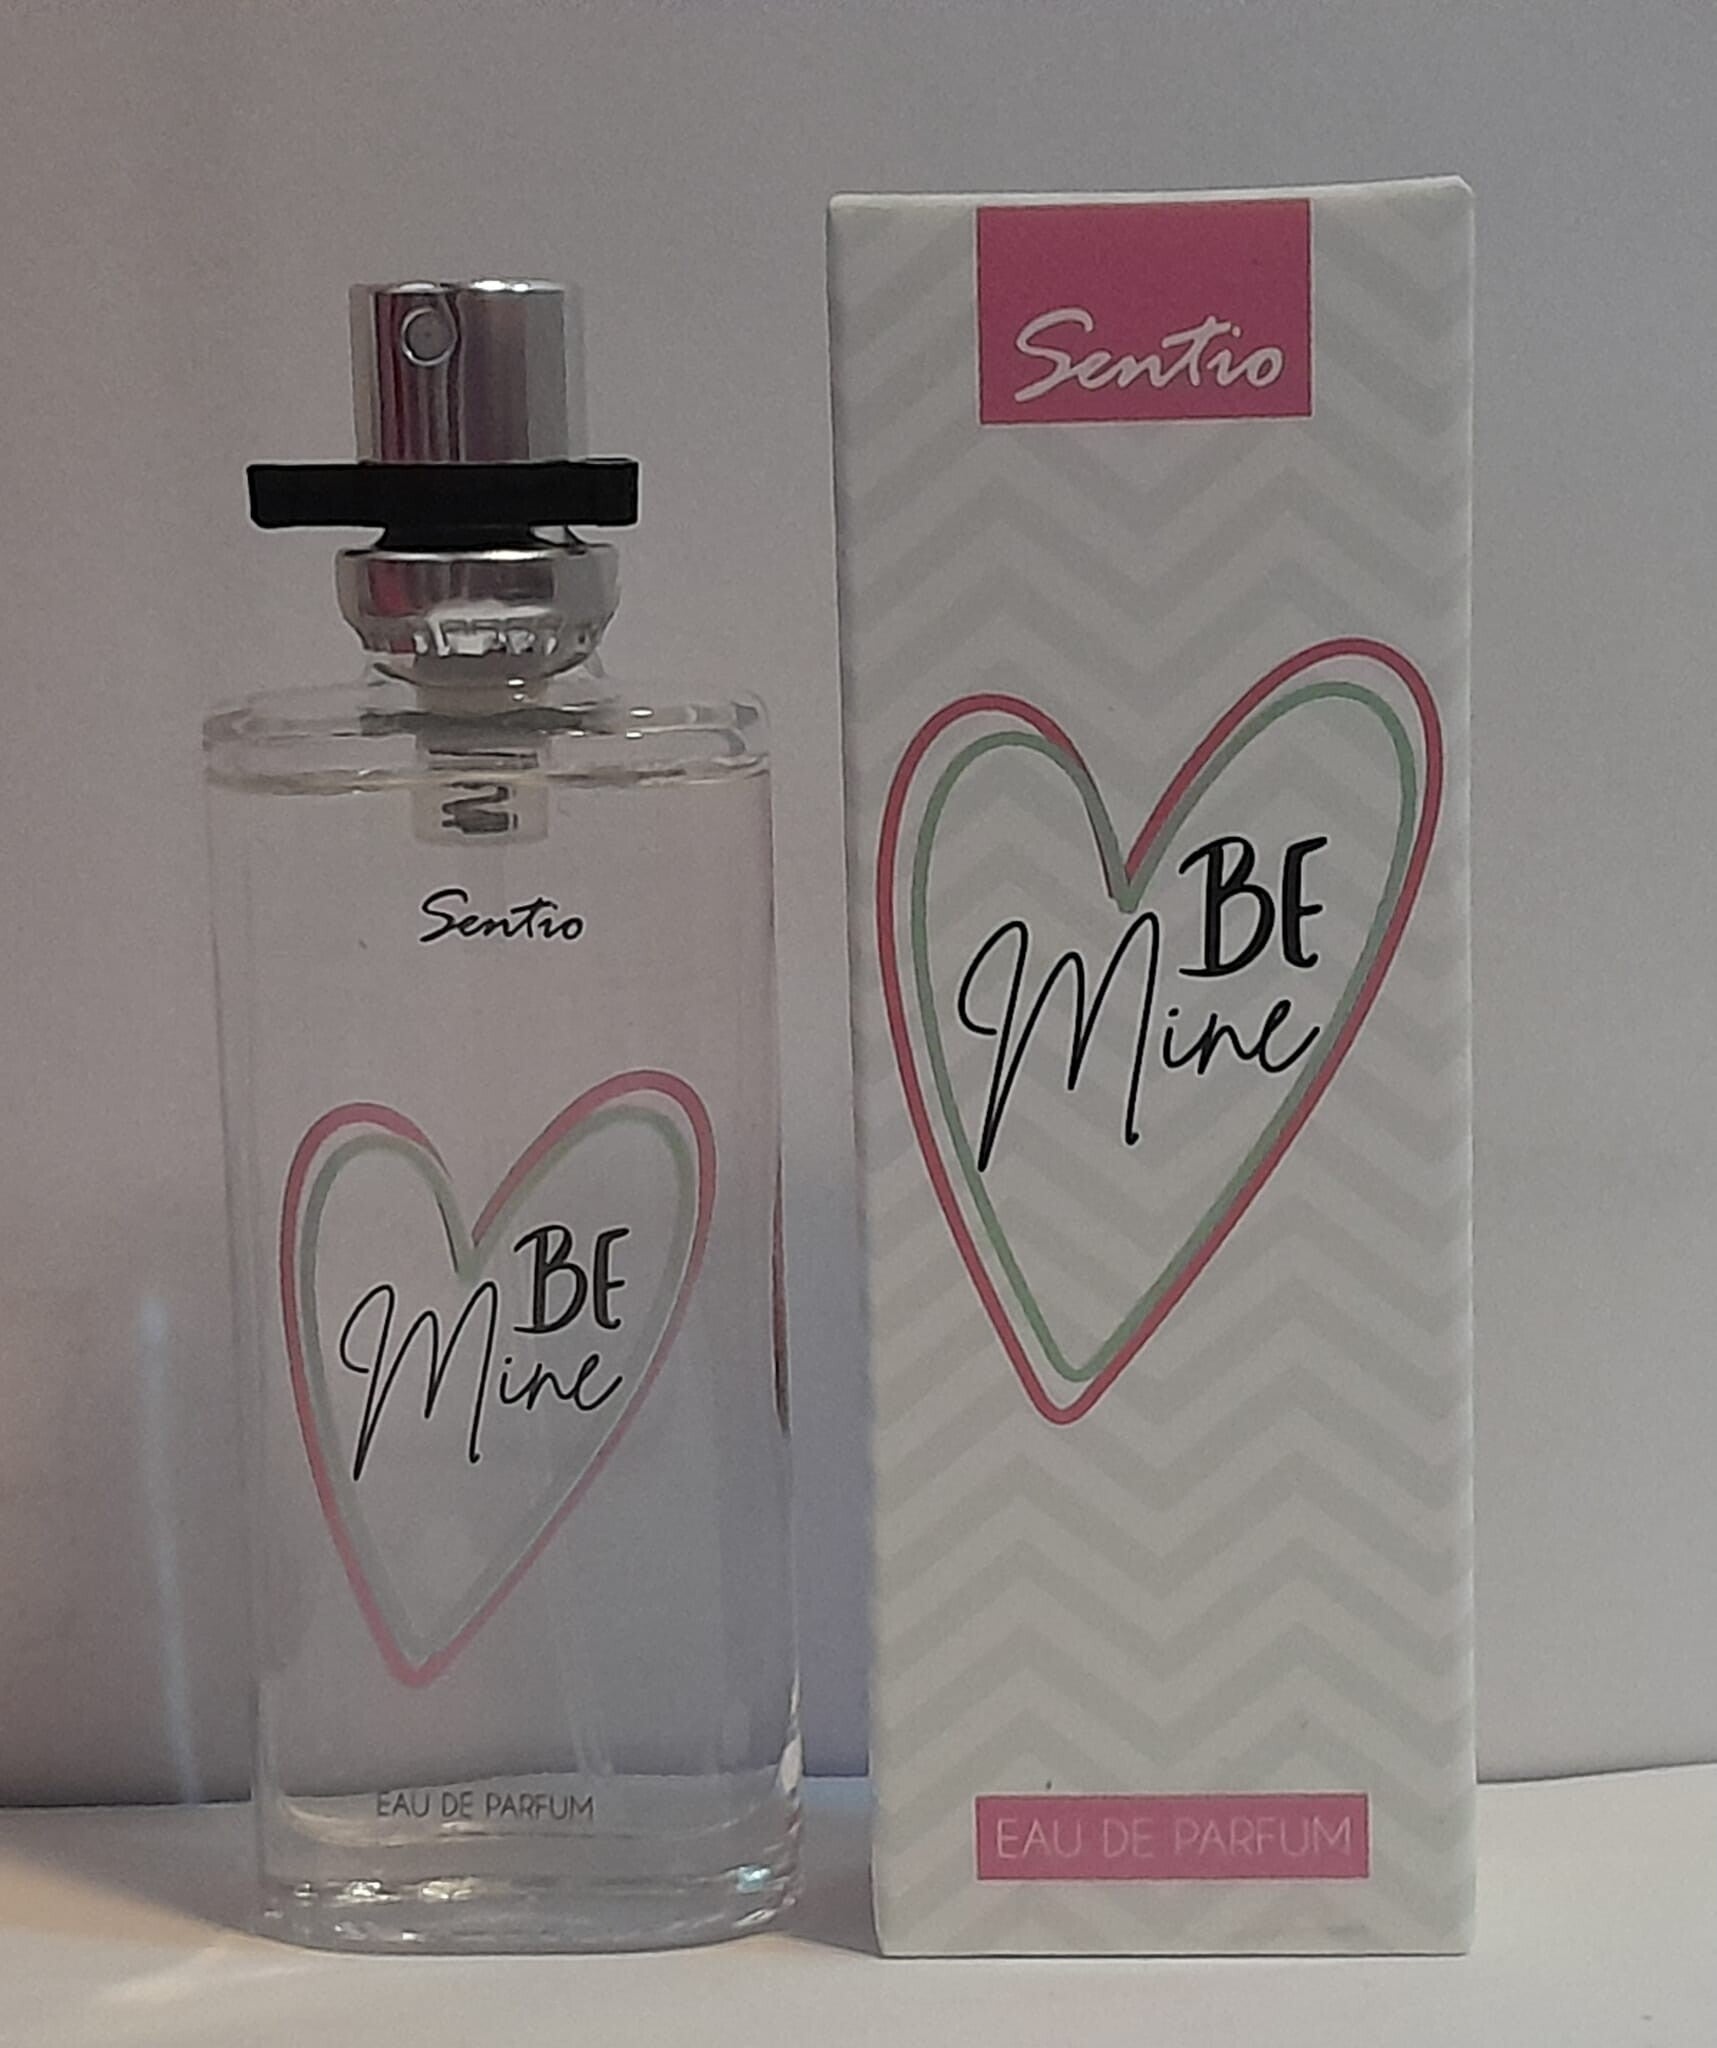 Sentio
BE
Mine
EAU DE PARFUM
Sentio
BE
Mine
EAU DE PARFUM